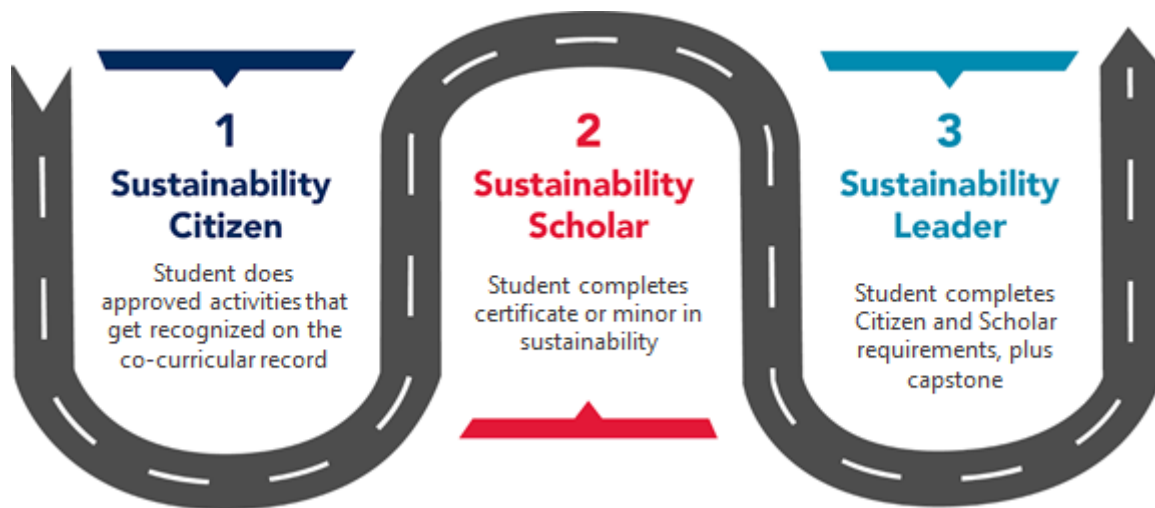 1
Sustainability
Citizen
Student does
approved activities that
get recognized on the
co-curricular record
2
Sustainability
Scholar
Student completes
certificate or minor in
sustainability
3
Sustainability
Leader
Student completes
Citizen and Scholar
requirements, plus
capstone